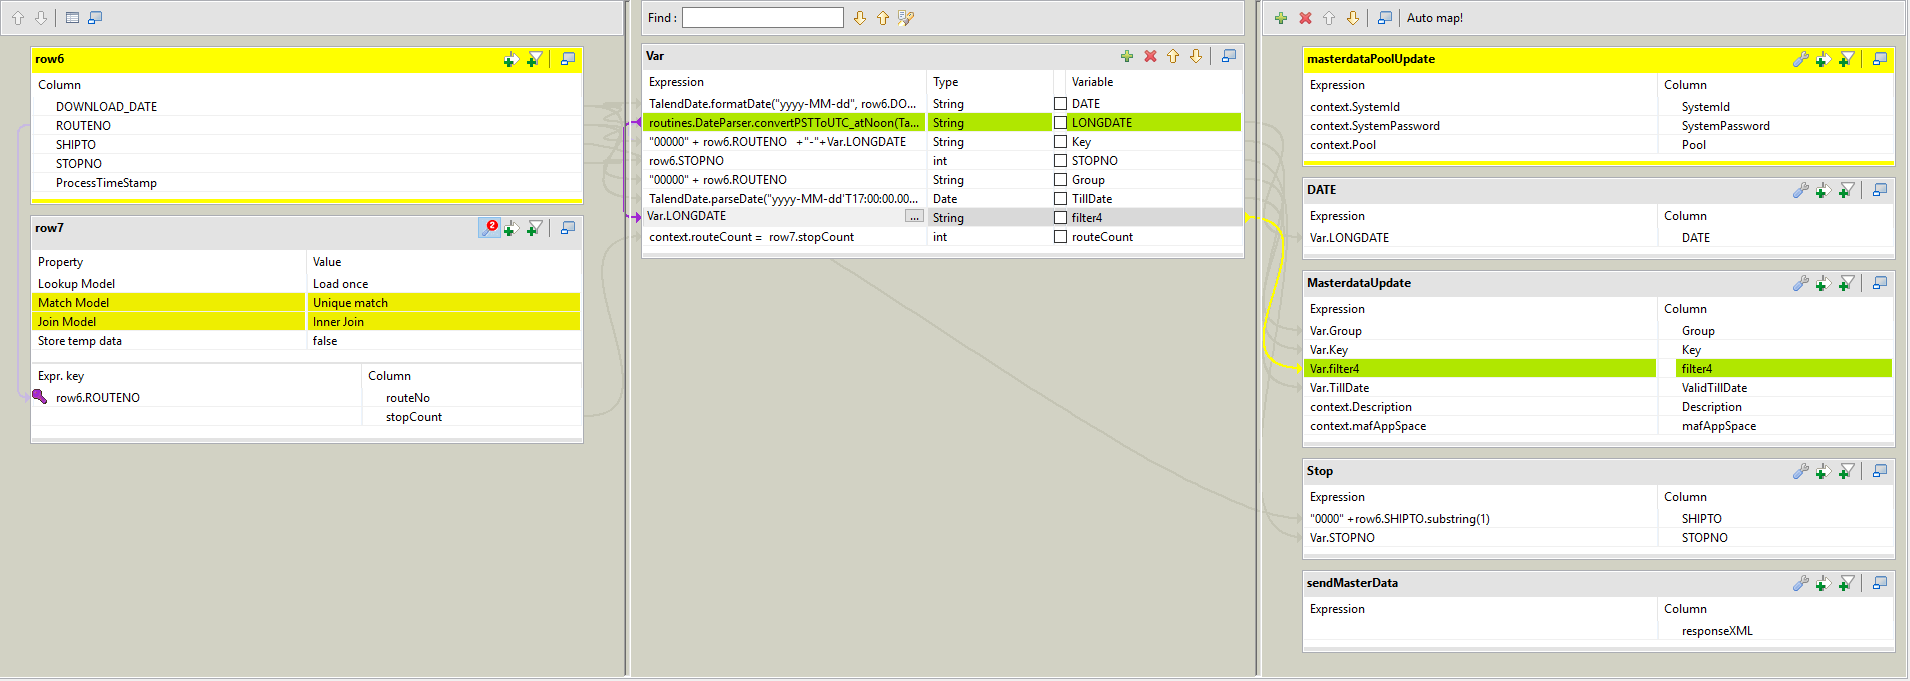 Find :
Auto map!
row6
Column
DOWNLOAD_DATE
ROUTENO
SHIPTO
STOPNO
ProcessTimeStamp
row7
2
Property Value
Lookup Model Load once
Match Model Unique match
Join Model Inner Join
Store temp data false
Expr. key Column
row6.ROUTENO routeNo
stopCount
Var
Expression Type Variable
TalendDate.formatDate("yyyy-MM-dd", row6.DO... String DATE
routines.DateParser.convertPSTToUTC_atNoon(Ta... String LONGDATE
"00000" + row6.ROUTENO +"-"+Var.LONGDATE String Key
row6.STOPNO int STOPNO
"00000" + row6.ROUTENO String Group
TalendDate.parseDate("yyyy-MM-dd'T17:00:00.00... Date TillDate
Var.LONGDATE ... String filter4
context.routeCount = row7.stopCount int routeCount
masterdataPoolUpdate
Expression Column
context.SystemId SystemId
context.SystemPassword SystemPassword
context.Pool Pool
DATE
Expression Column
Var.LONGDATE DATE
MasterdataUpdate
Expression Column
Var.Group Group
Var.Key Key
Var.filter4 filter4
Var.TillDate ValidTillDate
context.Description Description
context.mafAppSpace mafAppSpace
Stop
Expression Column
"0000" +row6.SHIPTO.substring(1) SHIPTO
Var.STOPNO STOPNO
sendMasterData
Expression Column
responseXML